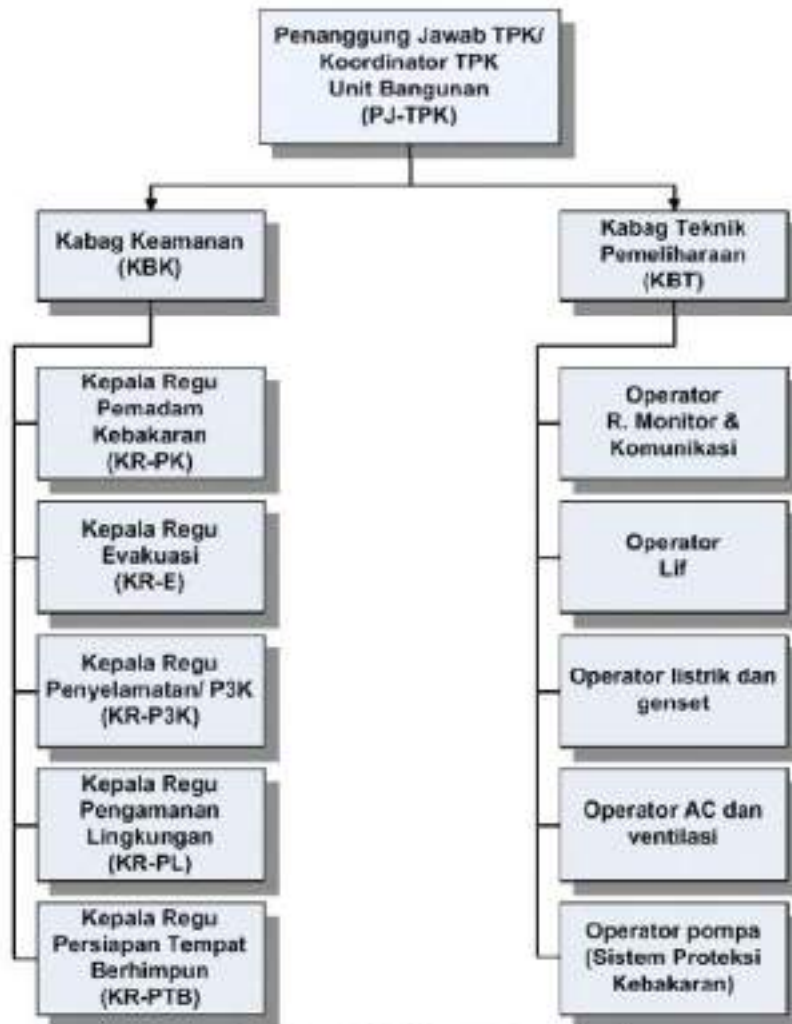 Penanggung Jawab TPK/
Koordinator TPK
Unit Bangunan
(PJ-TPK)
Kabag Keamanan
(KBK)
Kabag Teknik
Pemeliharaan
(KBT)
Kepala Regu
Pemadam
Kebakaran
(KR-PK)
Kepala Regu
Evakuasi
(KR-E)
Kepala Regu
Penyelamatan/ P3K
(KR-P3K)
Kepala Regu
Pengamanan
Lingkungan
(KR-PL)
Kepala Regu
Persiapan Tempat
Berhimpun
(KR-PTB)
Operator
R. Monitor &
Komunikasi
Operator
Lif
Operator listrik dan
genset
Operator AC dan
ventilasi
Operator pompa
(Sistem Proteksi
Kebakaran)